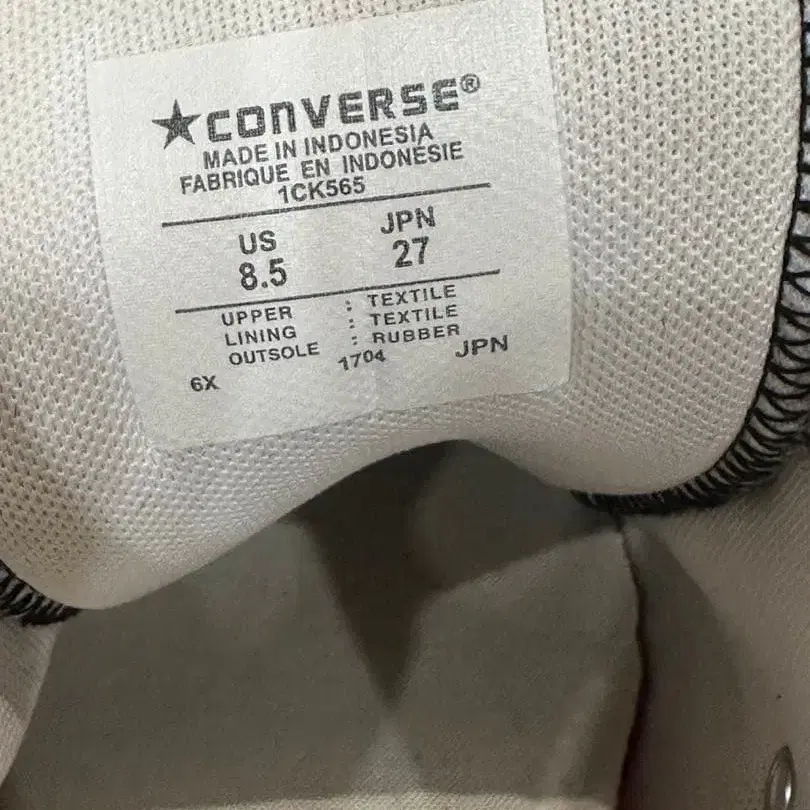 ★CONVERSE®
MADE IN INDONESIA
FABRIQUE EN INDONESIE
1CK565
US JPN
8.5 27
UPPER : TEXTILE
LINING : TEXTILE
OUTSOLE : RUBBER
6X 1704 JPN